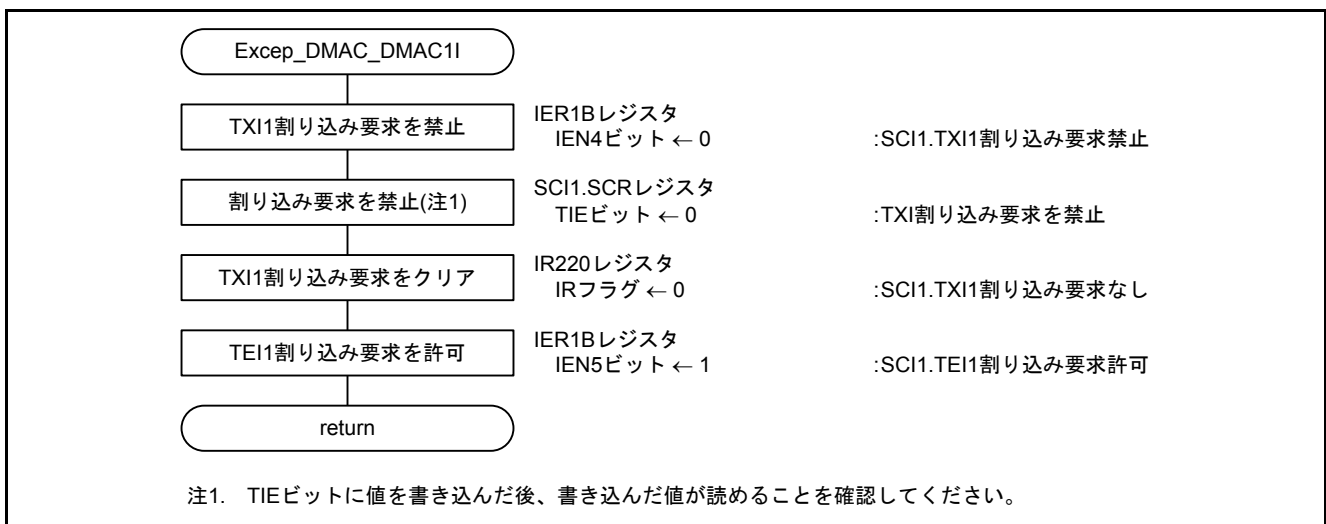 Excep_DMAC_DMAC1I
TXI1割り込み要求を禁止
IER1Bレジスタ
IEN4ビット ← 0 :SCI1.TXI1割り込み要求禁止
割り込み要求を禁止(注1)
SCI1.SCRレジスタ
TIEビット ← 0 :TXI割り込み要求を禁止
TXI1割り込み要求をクリア
IR220レジスタ
IRフラグ ← 0 :SCI1.TXI1割り込み要求なし
TEI1割り込み要求を許可
IER1Bレジスタ
IEN5ビット ← 1 :SCI1.TEI1割り込み要求許可
return
注1. TIEビットに値を書き込んだ後、書き込んだ値が読めることを確認してください。